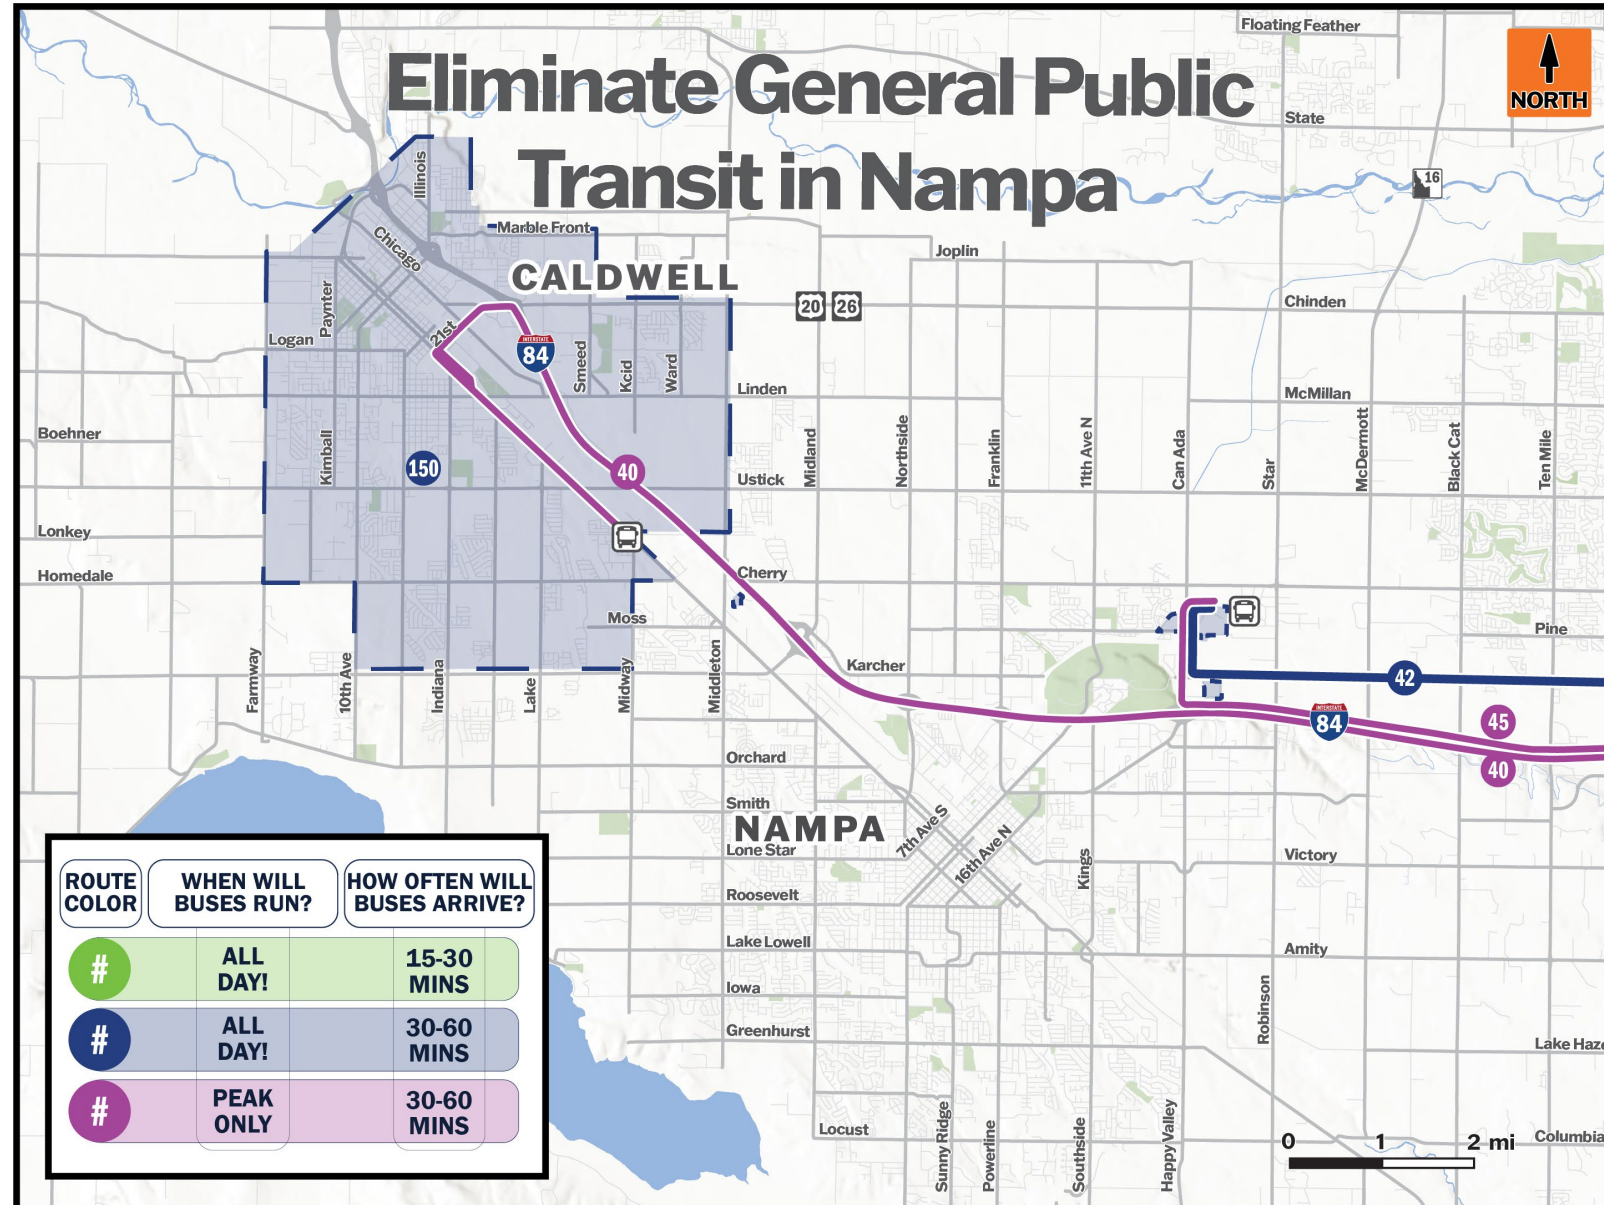 Eliminate General Public
Transit in Nampa
NORTH
Floating Feather
State
16
Illinois
Marble Front
Chicago
CALDWELL
Joplin
20
26
Chinden
Paynter
Logan
21st
INTERSTATE
84
Smeed
Kcid
Ward
Linden
McMillan
Boehner
Kimball
150
40
Ustick
Midland
Northside
Franklin
11th Ave N
Can Ada
Star
McDermott
Black Cat
Ten Mile
Lonkey
Homedale
Cherry
Moss
Pine
Farmway
10th Ave
Indiana
Lake
Midway
Middleton
Karcher
42
INTERSTATE
84
45
40
Orchard
Smith
NAMPA
Lone Star
7th Ave S
16th Ave N
Kings
Victory
Roosevelt
Lake Lowell
Amity
Iowa
Greenhurst
Robinson
Lake Haze
Locust
Sunny Ridge
Powerline
Southside
Happy Valley
Columbia
0 1 2 mi
ROUTE
COLOR
WHEN WILL
BUSES RUN?
HOW OFTEN WILL
BUSES ARRIVE?
#
ALL
DAY!
15-30
MINS
#
ALL
DAY!
30-60
MINS
#
PEAK
ONLY
30-60
MINS